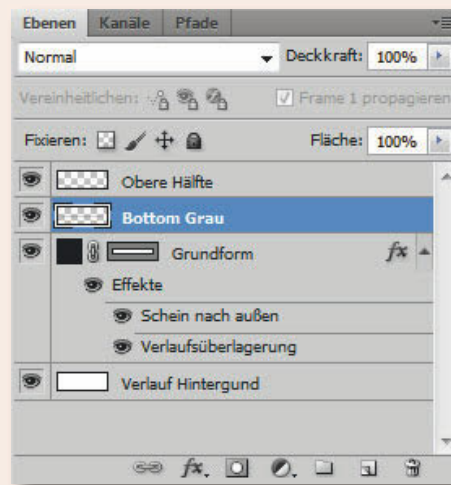 Ebenen Kanäle Pfade
Normal Deckkraft: 100%
Vereinheitlichen: Frame 1 propagieren
Fixieren: Fläche: 100%
Obere Hälfte
Bottom Grau
Grundform fx
Effekte
Schein nach außen
Verlaufsüberlagerung
Verlauf Hintergund
fx.